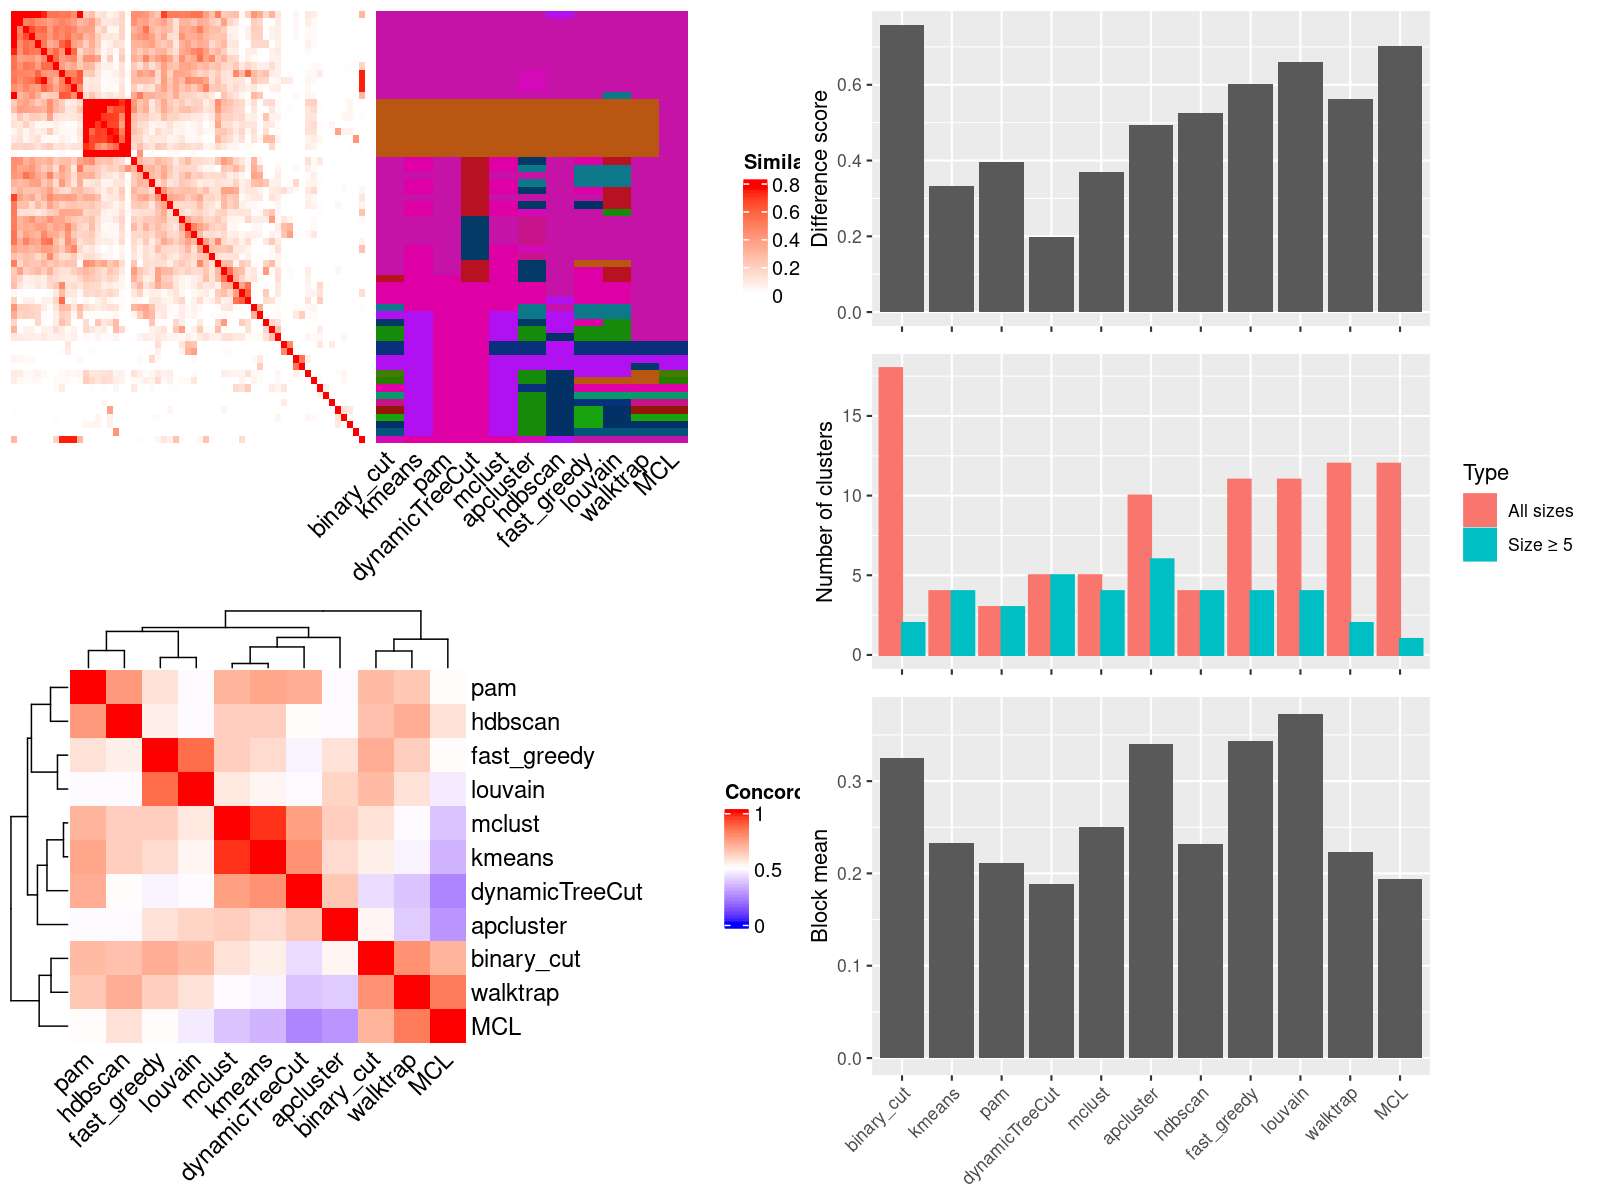 Simila
0.8
0.6
0.4
0.2
0
binary_cut
kmeans
pam
dynamicTreeCut
mclust
apcluster
hdbscan
fast_greedy
louvain
walktrap
MCL
pam
hdbscan
fast_greedy
louvain
mclust
kmeans
dynamicTreeCut
apcluster
binary_cut
walktrap
MCL
pam
hdbscan
fast_greedy
louvain
mclust
kmeans
dynamicTreeCut
apcluster
binary_cut
walktrap
MCL
Concord
1
0.5
0
Difference score
0.6
0.4
0.2
0.0
Number of clusters
15
10
5
0
Type
All sizes
Size ≥ 5
Block mean
0.3
0.2
0.1
0.0
binary_cut
kmeans
pam
dynamicTreeCut
mclust
apcluster
hdbscan
fast_greedy
louvain
walktrap
MCL